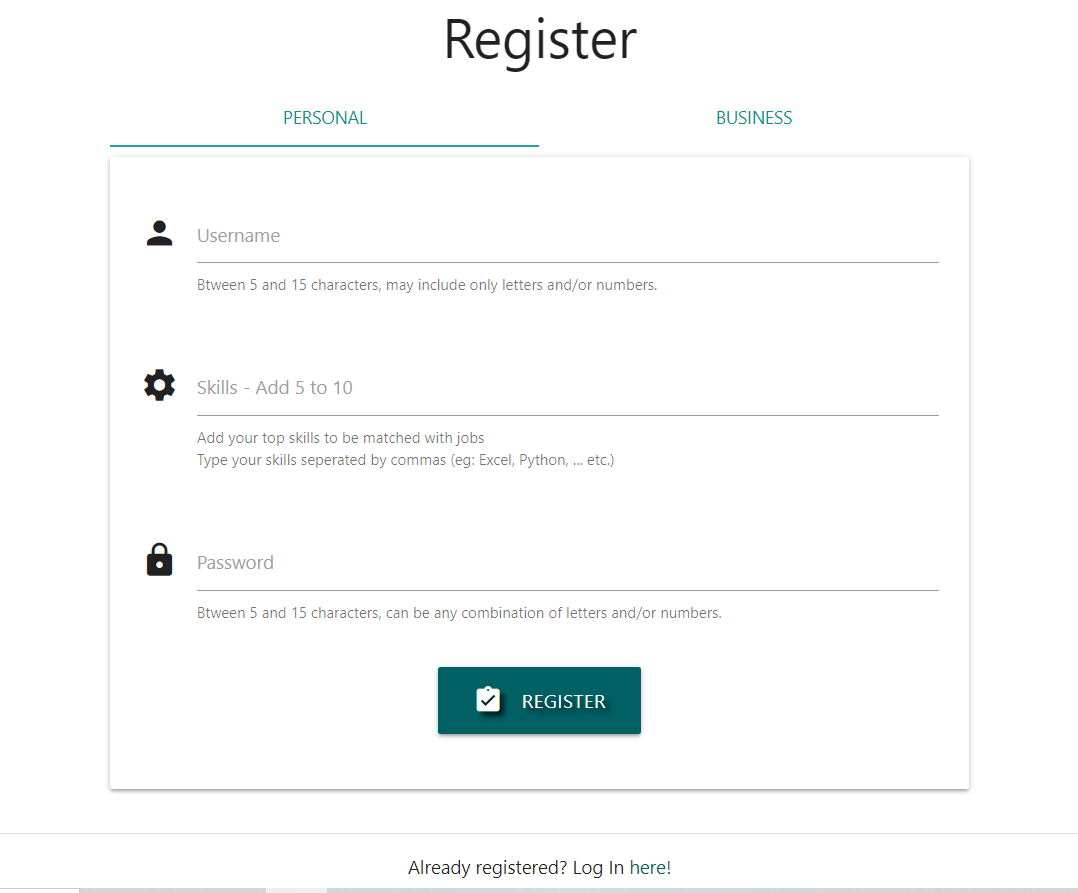 Register
PERSONAL
BUSINESS
Username
Btween 5 and 15 characters, may include only letters and/or numbers.
Skills - Add 5 to 10
Add your top skills to be matched with jobs
Type your skills seperated by commas (eg: Excel, Python, ... etc.)
Password
Btween 5 and 15 characters, can be any combination of letters and/or numbers.
REGISTER
Already registered? Log In here!